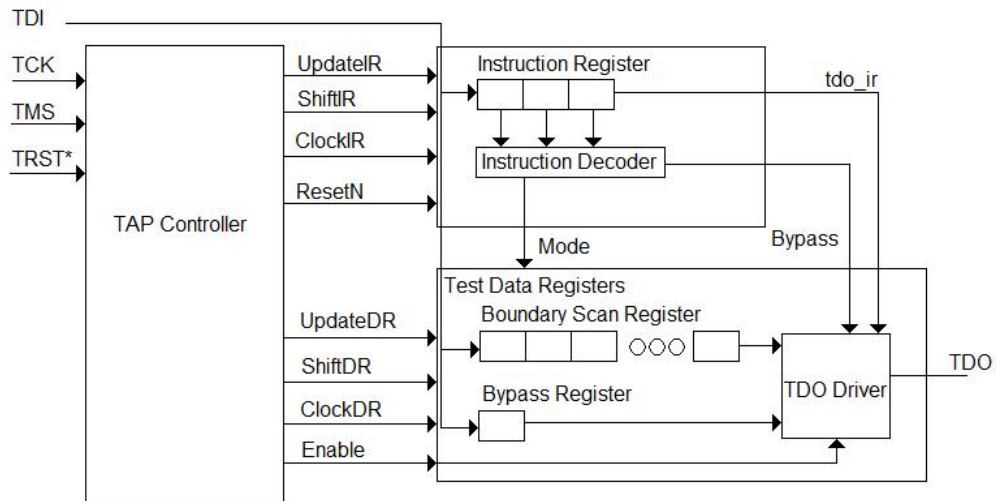 TDI
TCK
TMS
TRST*
TAP Controller
UpdateIR
ShiftIR
ClockIR
ResetN
Instruction Register
tdo_ir
Instruction Decoder
Mode
Bypass
Test Data Registers
UpdateDR
Boundary Scan Register
ShiftDR
TDO
TDO Driver
Bypass Register
ClockDR
Enable